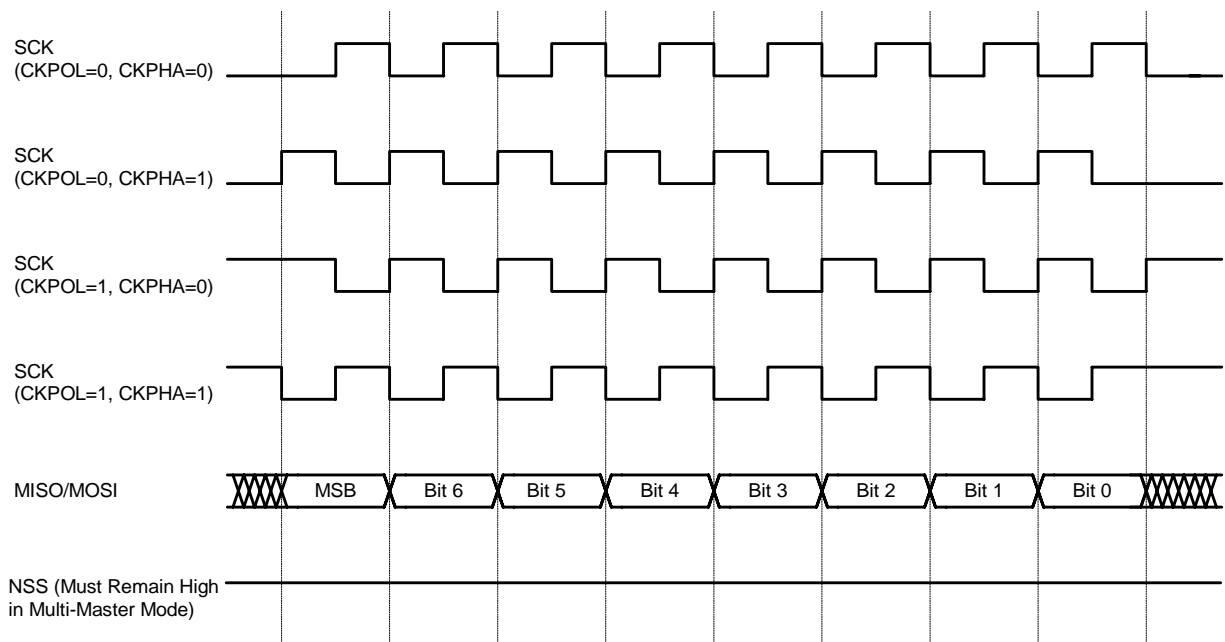 SCK
(CKPOL=0, CKPHA=0)
SCK
(CKPOL=0, CKPHA=1)
SCK
(CKPOL=1, CKPHA=0)
SCK
(CKPOL=1, CKPHA=1)
MISO/MOSI
MSB
Bit 6
Bit 5
Bit 4
Bit 3
Bit 2
Bit 1
Bit 0
NSS (Must Remain High
in Multi-Master Mode)